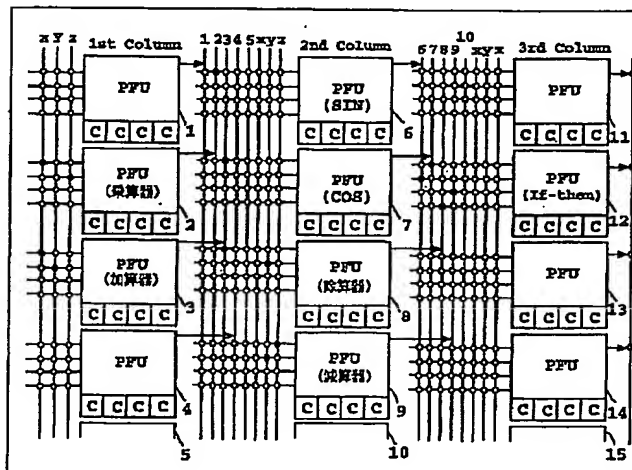 x y z 1st Column 1 2 3 4 5 x y z 2nd Column 6 7 8 9 10 x y z 3rd Column
PFU
C C C C
1
PFU
(SIN)
C C C C
6
PFU
C C C C
11
PFU
(乗算器)
C C C C
2
PFU
(COS)
C C C C
7
PFU
(If-then)
C C C C
12
PFU
(加算器)
C C C C
3
PFU
(除算器)
C C C C
8
PFU
C C C C
13
PFU
C C C C
4
PFU
(減算器)
C C C C
9
PFU
C C C C
14
5
10
15